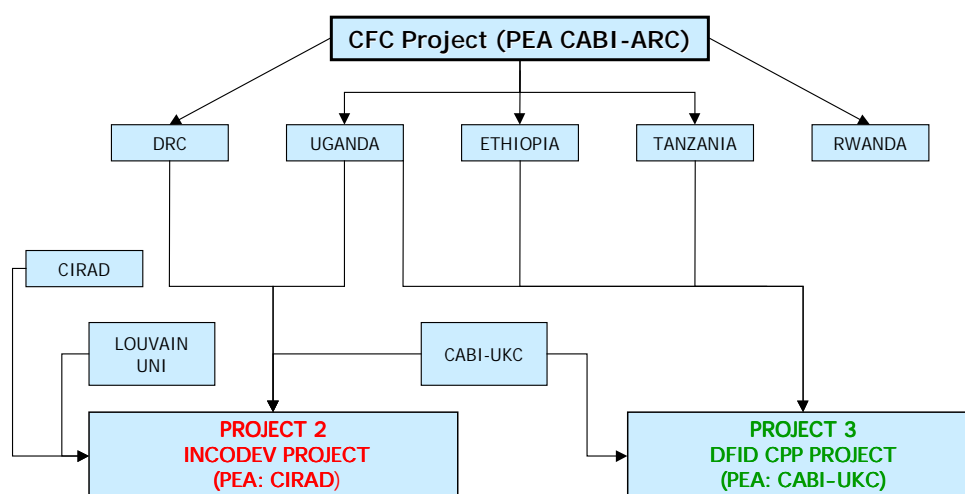 CFC Project (PEA CABI-ARC)
DRC
UGANDA
ETHIOPIA
TANZANIA
RWANDA
CIRAD
LOUVAIN
UNI
CABI-UKC
PROJECT 2
INCODEV PROJECT
(PEA: CIRAD)
PROJECT 3
DFID CPP PROJECT
(PEA: CABI-UKC)